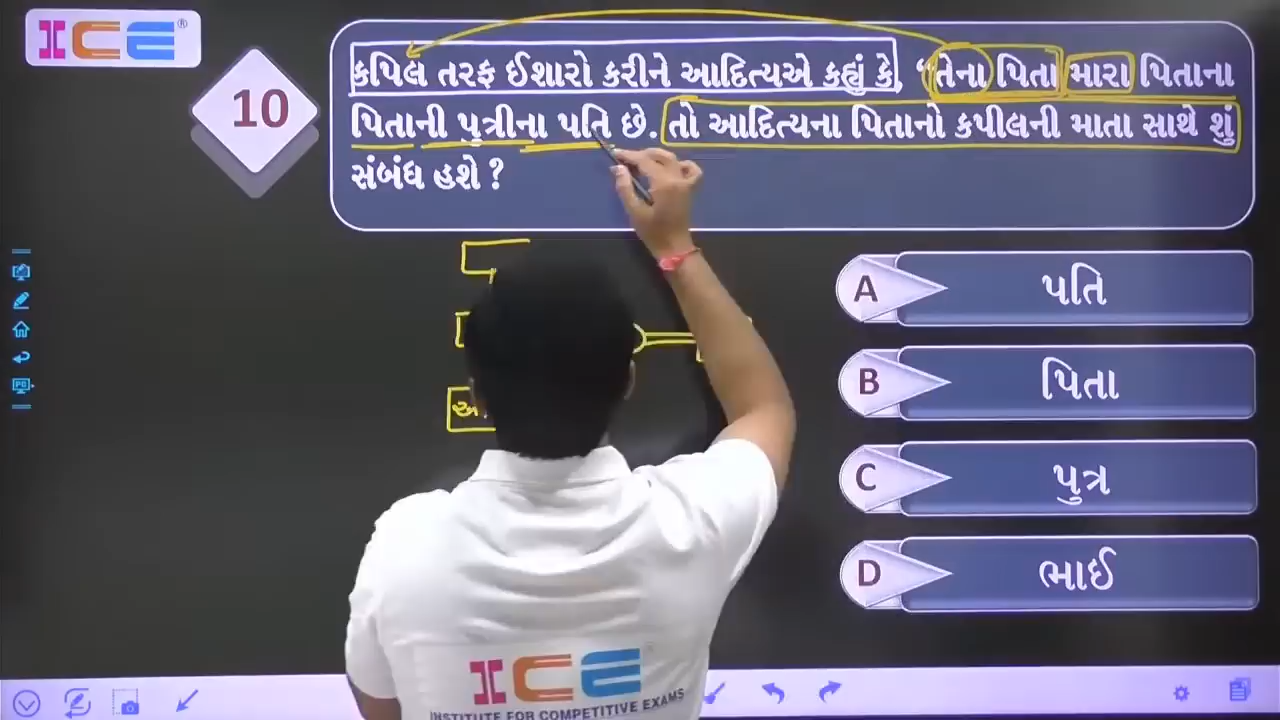 ICE®
10
કપિલ તરફ ઈશારો કરીને આદિત્યએ કહ્યું કે, “તેના પિતા મારા પિતાના
પિતાની પુત્રીના પતિ છે. તો આદિત્યના પિતાનો કપીલની માતા સાથે શું
સંબંધ હશે ?
A પતિ
B પિતા
C પુત્ર
D ભાઈ
ICE
INSTITUTE FOR COMPETITIVE EXAMS